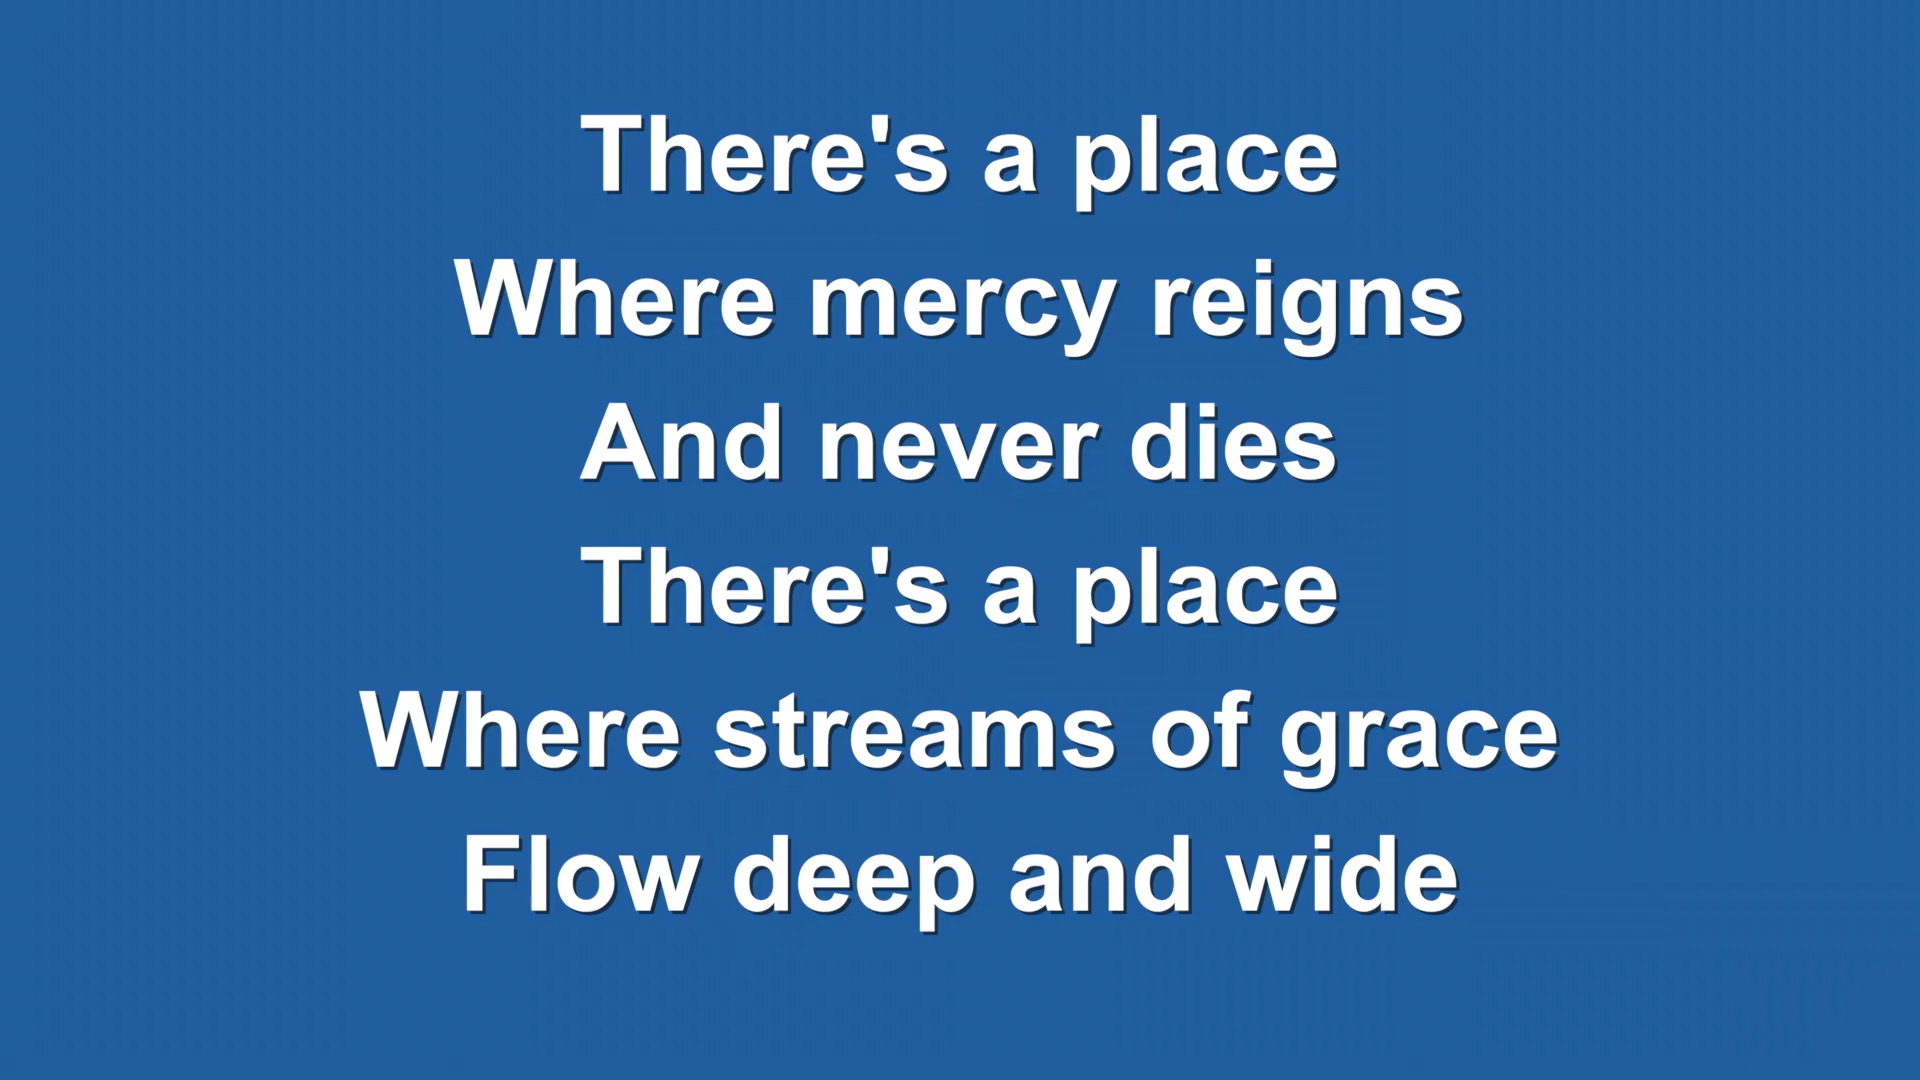 There's a place
Where mercy reigns
And never dies
There's a place
Where streams of grace
Flow deep and wide